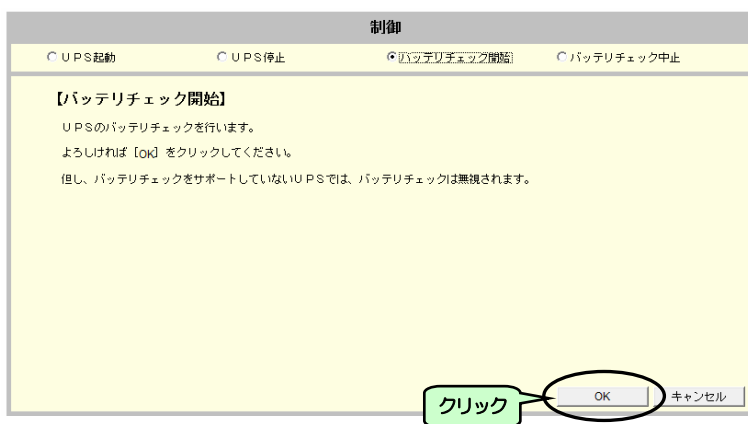 制御
ＵＰＳ起動 ＵＰＳ停止 バッテリチェック開始 バッテリチェック中止
【バッテリチェック開始】
ＵＰＳのバッテリチェックを行います。
よろしければ［OK］をクリックしてください。
但し、バッテリチェックをサポートしていないＵＰＳでは、バッテリチェックは無視されます。
クリック OK キャンセル